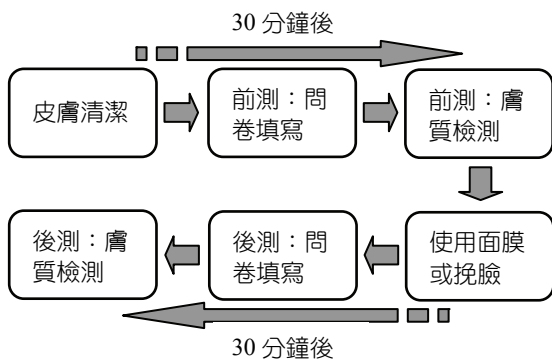 30 分鐘後
皮膚清潔
前測：問
卷填寫
前測：膚
質檢測
使用面膜
或挽臉
後測：問
卷填寫
後測：膚
質檢測
30 分鐘後